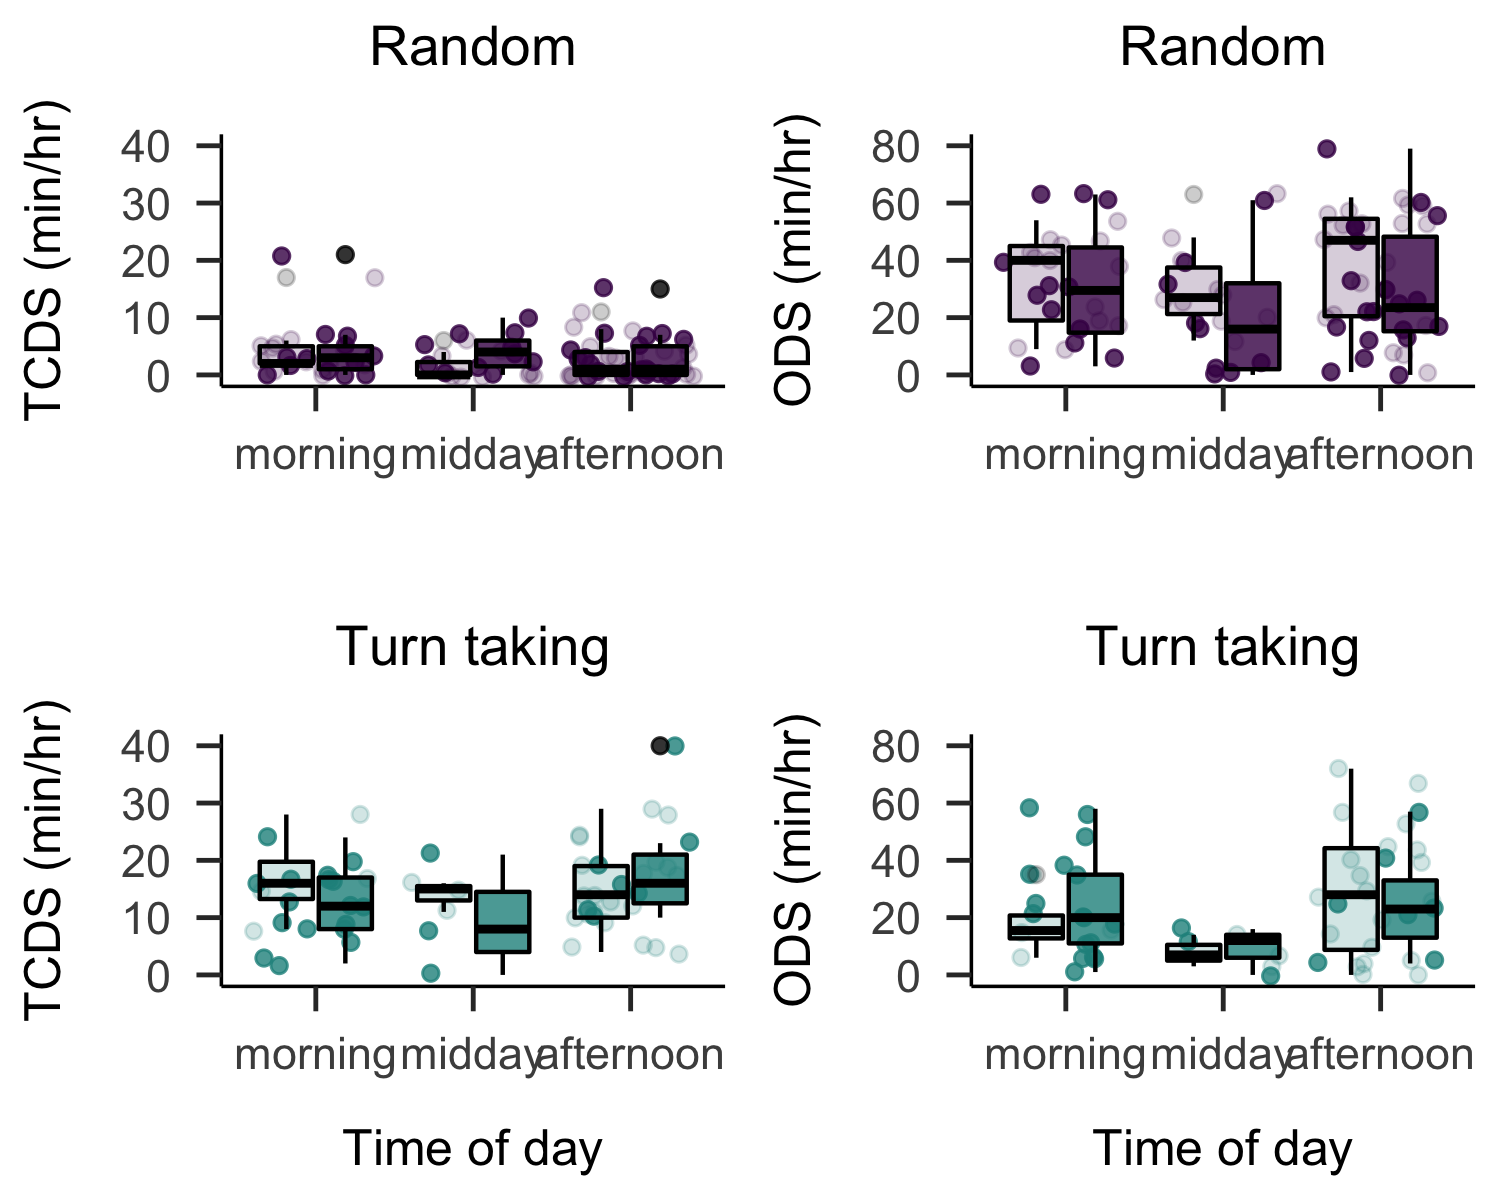 Random
TCDS (min/hr)
40
30
20
10
0
morning midday afternoon
Random
ODS (min/hr)
80
60
40
20
0
morning midday afternoon
Turn taking
TCDS (min/hr)
40
30
20
10
0
morning midday afternoon
Time of day
Turn taking
ODS (min/hr)
80
60
40
20
0
morning midday afternoon
Time of day